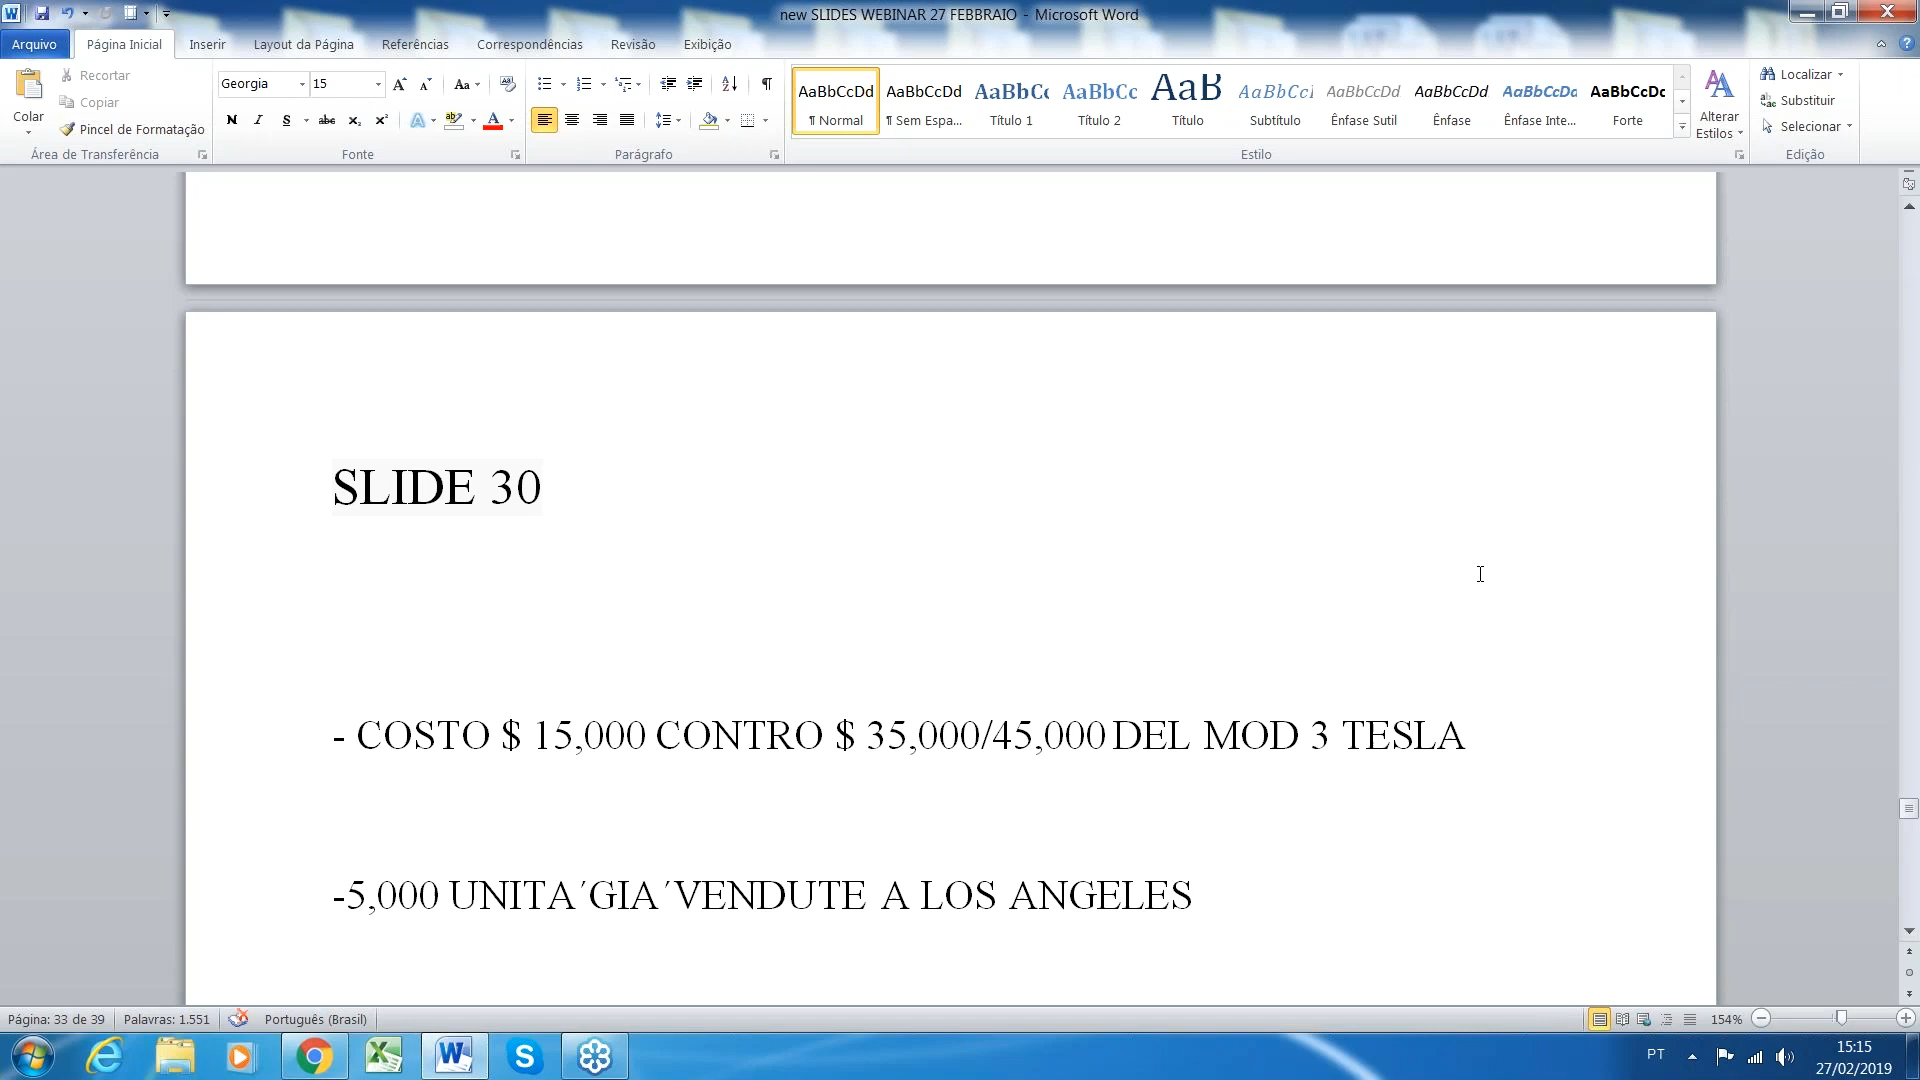 new SLIDES WEBINAR 27 FEBBRAIO - Microsoft Word
Arquivo Página Inicial Inserir Layout da Página Referências Correspondências Revisão Exibição
Colar
Recortar
Copiar
Pincel de Formatação
Área de Transferência
Georgia 15
Fonte
Parágrafo
AaBbCcDd AaBbCcDd AaBbCc AaBbCc AaB AaBbCcI AaBbCcDd AaBbCcDd AaBbCcDd AaBbCcDc
¶ Normal ¶ Sem Espa... Título 1 Título 2 Título Subtítulo Ênfase Sutil Ênfase Ênfase Inte... Forte
Estilo
Alterar
Estilos
Localizar
Substituir
Selecionar
Edição
SLIDE 30
- COSTO $ 15,000 CONTRO $ 35,000/45,000 DEL MOD 3 TESLA
-5,000 UNITA´GIA´VENDUTE A LOS ANGELES
Página: 33 de 39 Palavras: 1.551 Português (Brasil) 154%
PT
15:15
27/02/2019